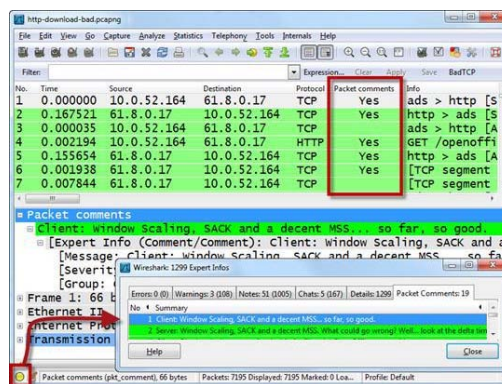 http-download-bad.pcapng
File Edit View Go Capture Analyze Statistics Telephony Tools Internals Help
Filter: Expression... Clear Apply Save BadTCP
No. Time Source Destination Protocol Packet comments Info
1 0.000000 10.0.52.164 61.8.0.17 TCP Yes ads > http [S
2 0.167521 61.8.0.17 10.0.52.164 TCP Yes http > ads [S
3 0.000035 10.0.52.164 61.8.0.17 TCP ads > http [A
4 0.002194 10.0.52.164 61.8.0.17 HTTP Yes GET /openoffi
5 0.155654 61.8.0.17 10.0.52.164 TCP Yes http > ads [A
6 0.001938 61.8.0.17 10.0.52.164 TCP Yes [TCP segment
7 0.007844 61.8.0.17 10.0.52.164 TCP [TCP segment
Packet comments
Client: Window Scaling, SACK and a decent MSS... so far, so good.
[Expert Info (Comment/Comment): Client: Window Scaling, SACK and a
[Message: Client: Window Scaling, SACK and a decent MSS... so fa
[Severit
[Group:
Frame 1: 66 b
Ethernet II
Internet Pro
Transmission
Wireshark: 1299 Expert Infos
Errors: 0 (0) Warnings: 3 (108) Notes: 51 (1005) Chats: 5 (167) Details: 1299 Packet Comments: 19
No Summary
1 Client: Window Scaling, SACK and a decent MSS... so far, so good.
2 Server: Window Scaling, SACK and a decent MSS. What could go wrong? Well... look at the delta tim
Help Close
Packet comments (pkt_comment), 66 bytes Packets: 7195 Displayed: 7195 Marked: 0 Loa... Profile: Default